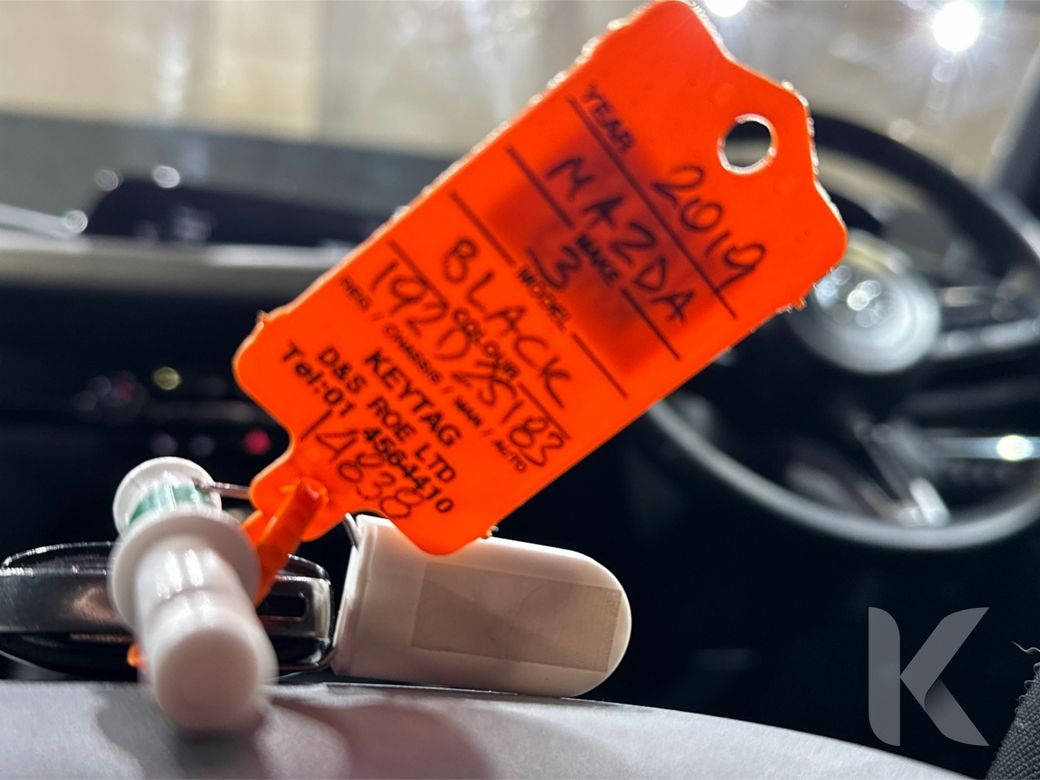 YEAR 2019
MAZDA
MAKE
3
MODEL
BLACK
COLOUR
192D25183
REG / CHASSIS / MAN / AUTO
KEYTAG
D&S ROE LTD
Tel:01 4564410
14838
K